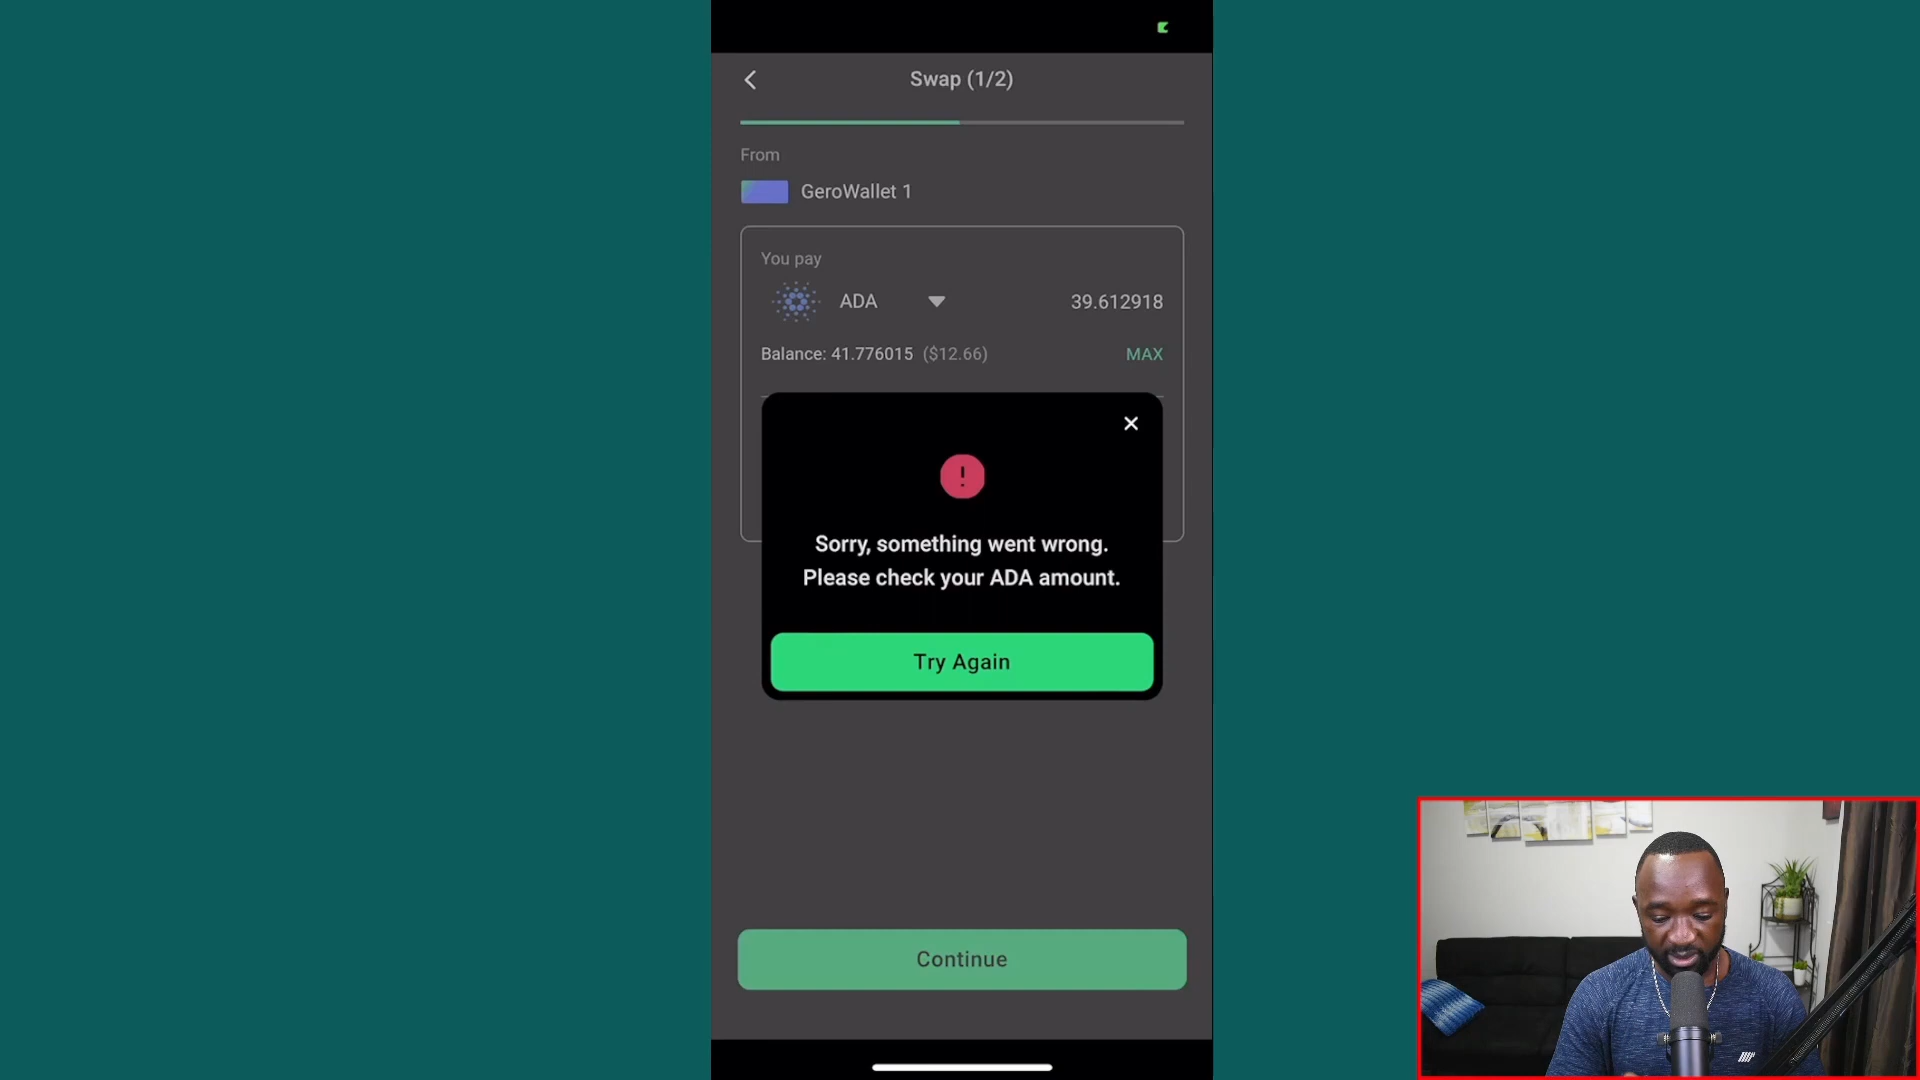 Swap (1/2)
From
GeroWallet 1
You pay
ADA
39.612918
Balance: 41.776015 ($12.66)
MAX
!
Sorry, something went wrong.
Please check your ADA amount.
Try Again
Continue